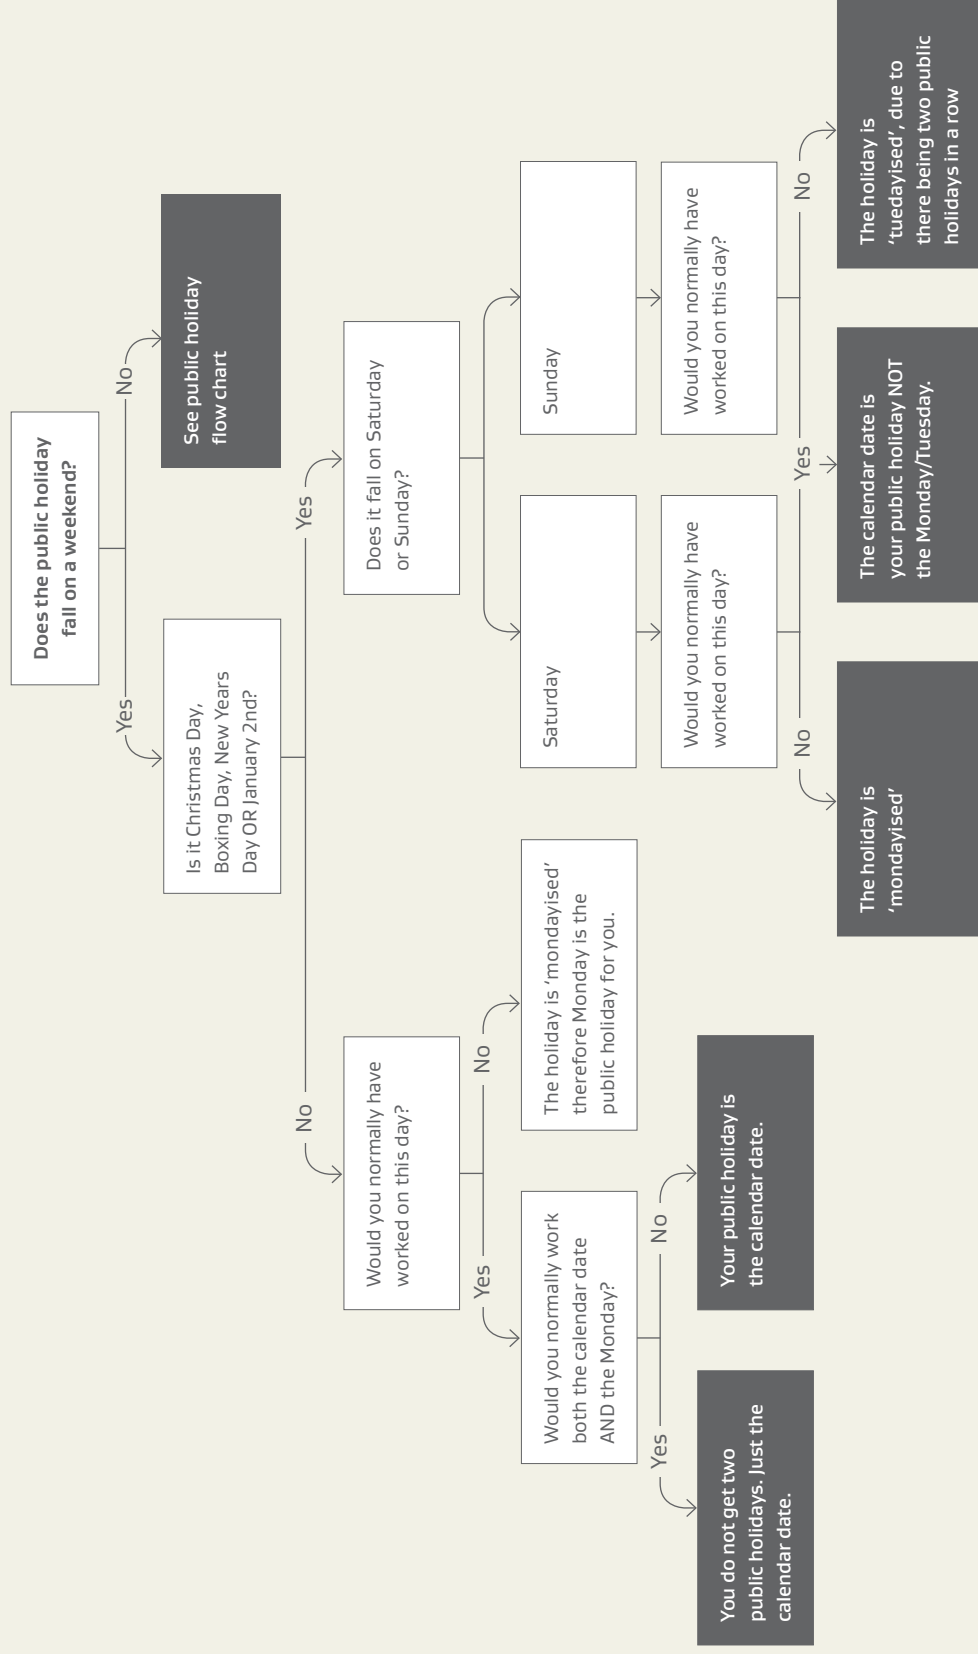 Does the public holiday
fall on a weekend?
Yes
No
Is it Christmas Day,
Boxing Day, New Years
Day OR January 2nd?
See public holiday
flow chart
No
Yes
Would you normally have
worked on this day?
Does it fall on Saturday
or Sunday?
Yes
No
Would you normally work
both the calendar date
AND the Monday?
The holiday is ‘mondayised’
therefore Monday is the
public holiday for you.
Saturday
Sunday
Yes
No
Would you normally have
worked on this day?
Would you normally have
worked on this day?
You do not get two
public holidays. Just the
calendar date.
Your public holiday is
the calendar date.
No
Yes
No
The holiday is
‘mondayised’
The calendar date is
your public holiday NOT
the Monday/Tuesday.
The holiday is
‘tuedayised’, due to
there being two public
holidays in a row